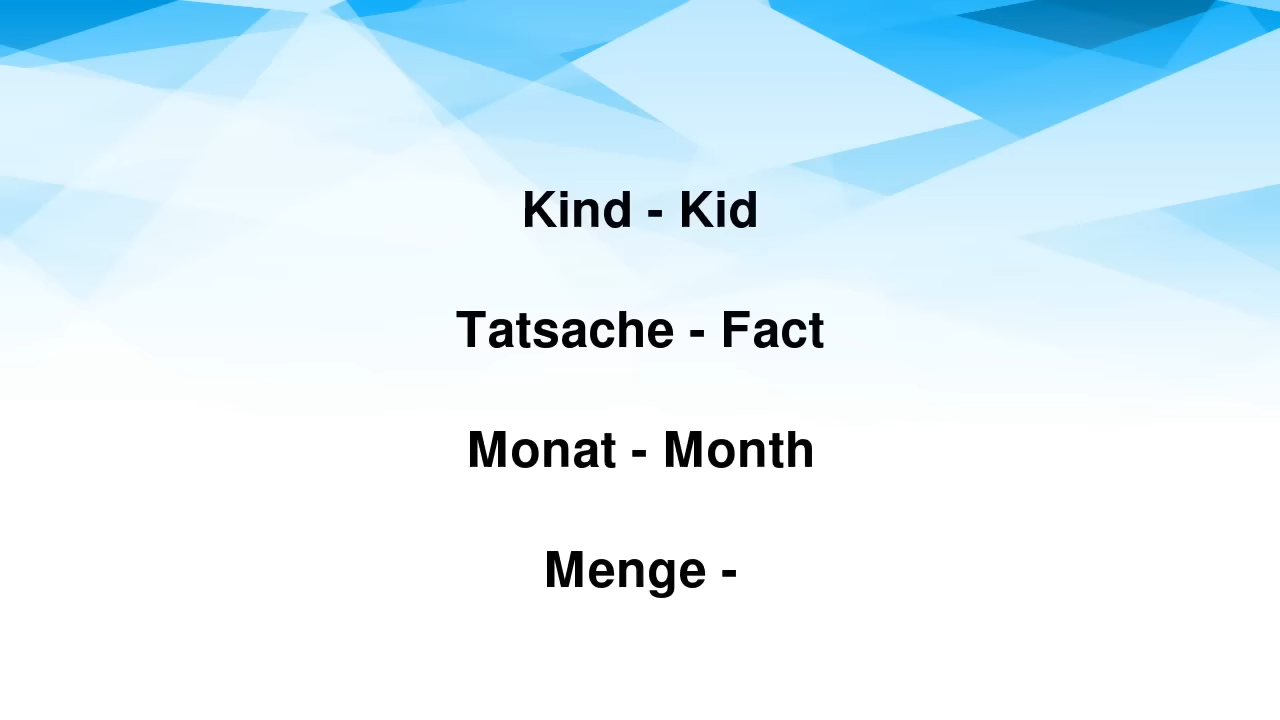 Kind - Kid
Tatsache - Fact
Monat - Month
Menge -